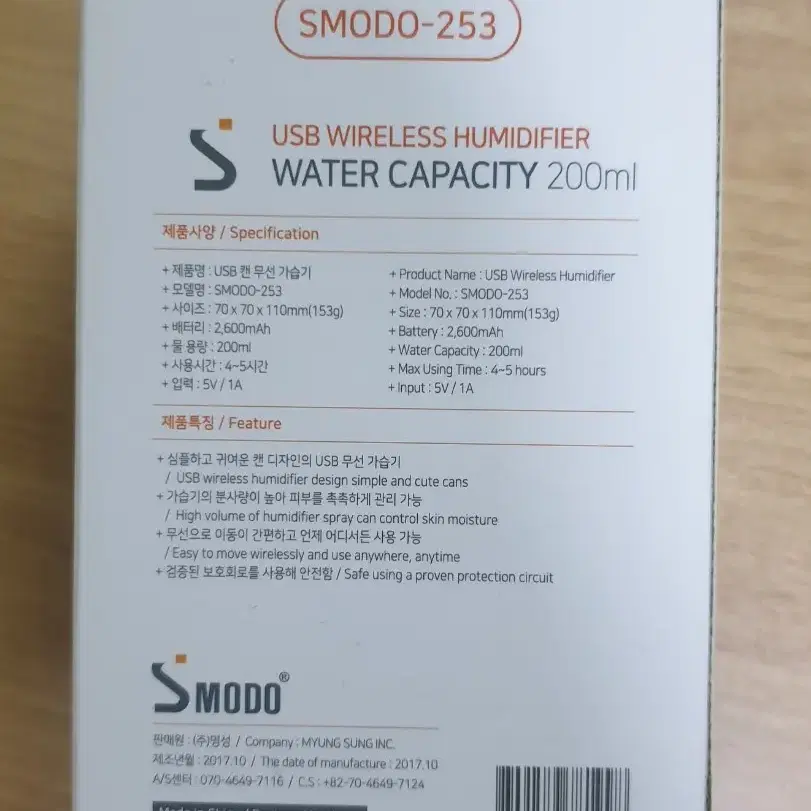 SMODO-253
USB WIRELESS HUMIDIFIER
WATER CAPACITY 200ml
제품사양 / Specification
+ 제품명 : USB 캔 무선 가습기
+ 모델명 : SMODO-253
+ 사이즈 : 70 x 70 x 110mm(153g)
+ 배터리 : 2,600mAh
+ 물 용량 : 200ml
+ 사용시간 : 4~5시간
+ 입력 : 5V / 1A
+ Product Name : USB Wireless Humidifier
+ Model No. : SMODO-253
+ Size : 70 x 70 x 110mm(153g)
+ Battery : 2,600mAh
+ Water Capacity : 200ml
+ Max Using Time : 4~5 hours
+ Input : 5V / 1A
제품특징 / Feature
+ 심플하고 귀여운 캔 디자인의 USB 무선 가습기
/ USB wireless humidifier design simple and cute cans
+ 가습기의 분사량이 높아 피부를 촉촉하게 관리 가능
/ High volume of humidifier spray can control skin moisture
+ 무선으로 이동이 간편하고 언제 어디서든 사용 가능
/ Easy to move wirelessly and use anywhere, anytime
+ 검증된 보호회로를 사용해 안전함 / Safe using a proven protection circuit
SMODO®
판매원 : (주)명성 / Company : MYUNG SUNG INC.
제조년월 : 2017.10 / The date of manufacture : 2017.10
A/S센터 : 070-4649-7116 / C.S : +82-70-4649-7124